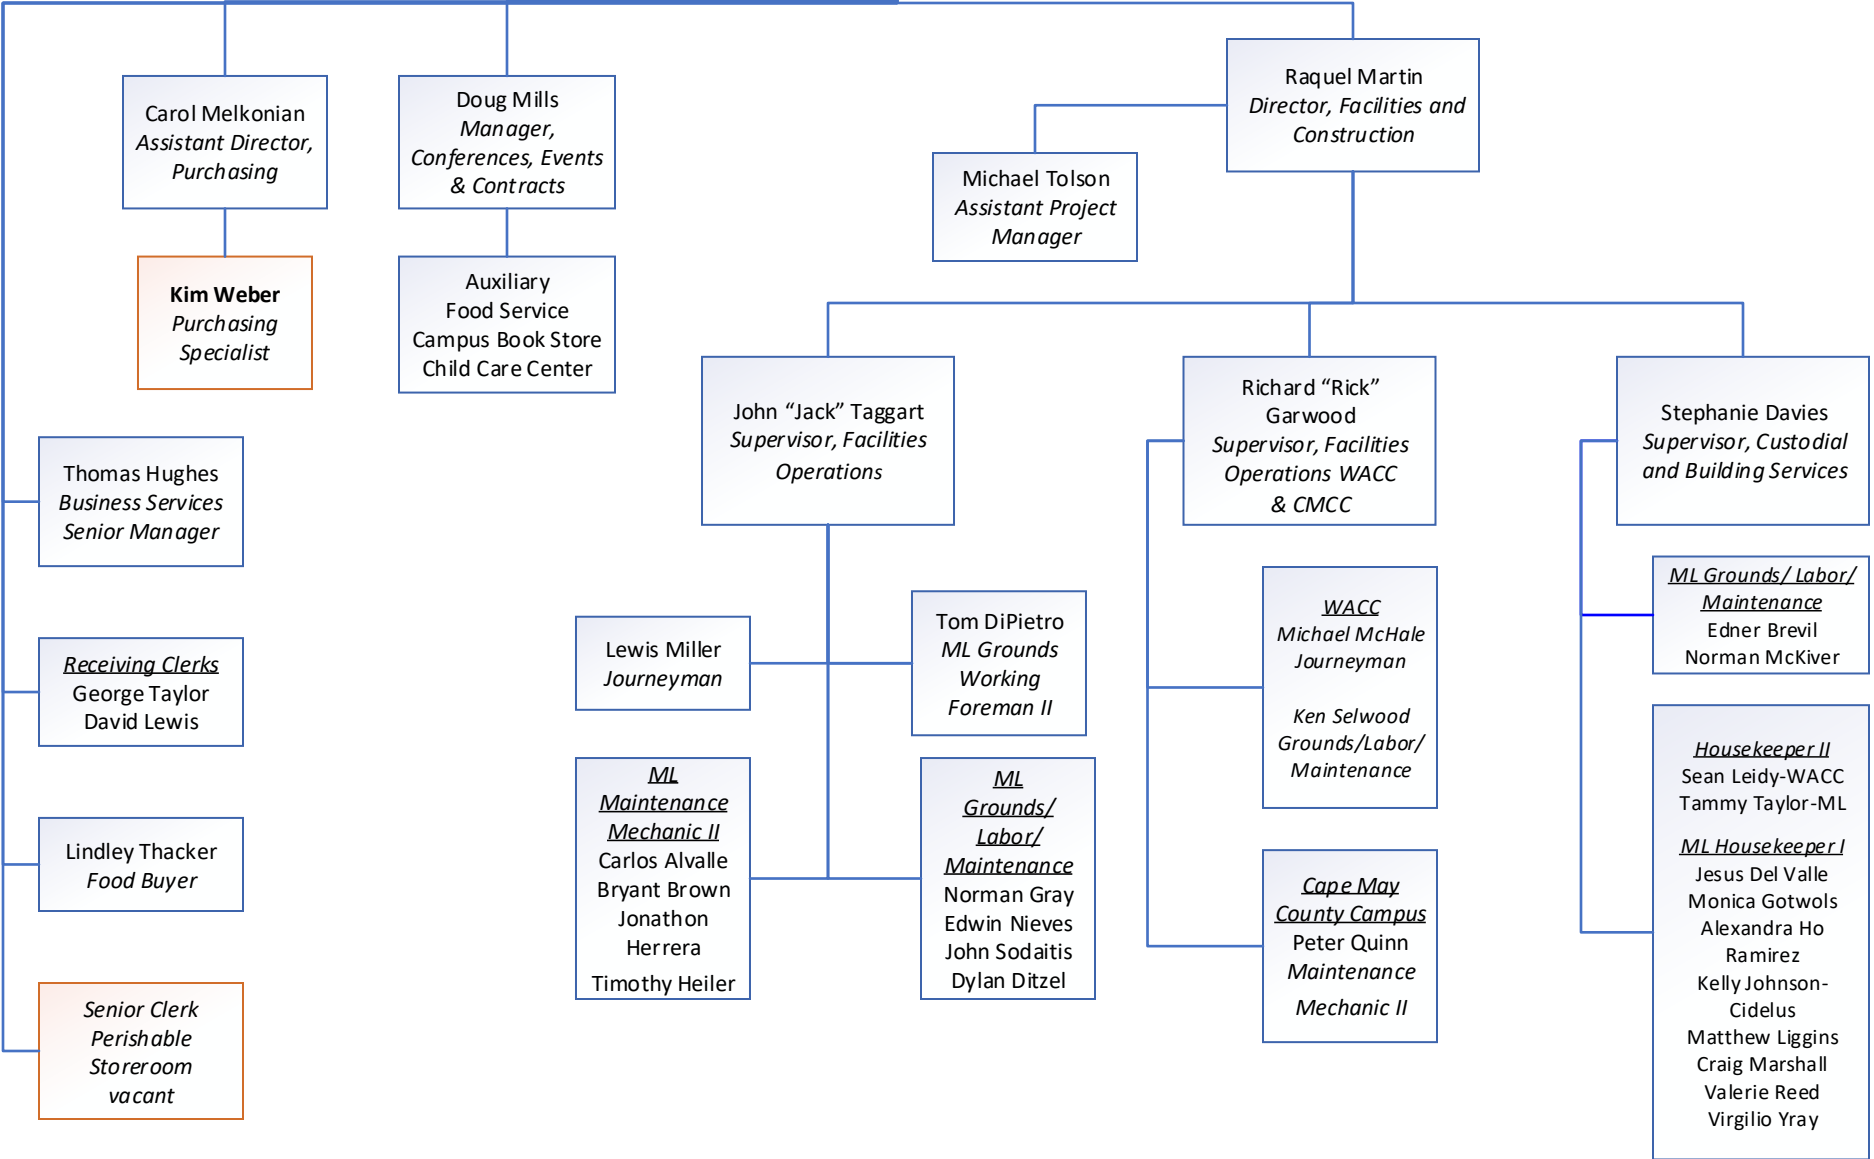 Carol Melkonian
Assistant Director,
Purchasing
Doug Mills
Manager,
Conferences, Events
& Contracts
Raquel Martin
Director, Facilities and
Construction
Michael Tolson
Assistant Project
Manager
Kim Weber
Purchasing
Specialist
Auxiliary
Food Service
Campus Book Store
Child Care Center
John “Jack” Taggart
Supervisor, Facilities
Operations
Richard “Rick”
Garwood
Supervisor, Facilities
Operations WACC
& CMCC
Stephanie Davies
Supervisor, Custodial
and Building Services
Thomas Hughes
Business Services
Senior Manager
Receiving Clerks
George Taylor
David Lewis
Lindley Thacker
Food Buyer
Senior Clerk
Perishable
Storeroom
vacant
Lewis Miller
Journeyman
Tom DiPietro
ML Grounds
Working
Foreman II
ML
Maintenance
Mechanic II
Carlos Alvalle
Bryant Brown
Jonathon
Herrera
Timothy Heiler
ML
Grounds/
Labor/
Maintenance
Norman Gray
Edwin Nieves
John Sodaitis
Dylan Ditzel
WACC
Michael McHale
Journeyman
Ken Selwood
Grounds/Labor/
Maintenance
Cape May
County Campus
Peter Quinn
Maintenance
Mechanic II
ML Grounds/ Labor/
Maintenance
Edner Brevil
Norman McKiver
Housekeeper II
Sean Leidy-WACC
Tammy Taylor-ML
ML Housekeeper I
Jesus Del Valle
Monica Gotwols
Alexandra Ho
Ramirez
Kelly Johnson-
Cidelus
Matthew Liggins
Craig Marshall
Valerie Reed
Virgilio Yray